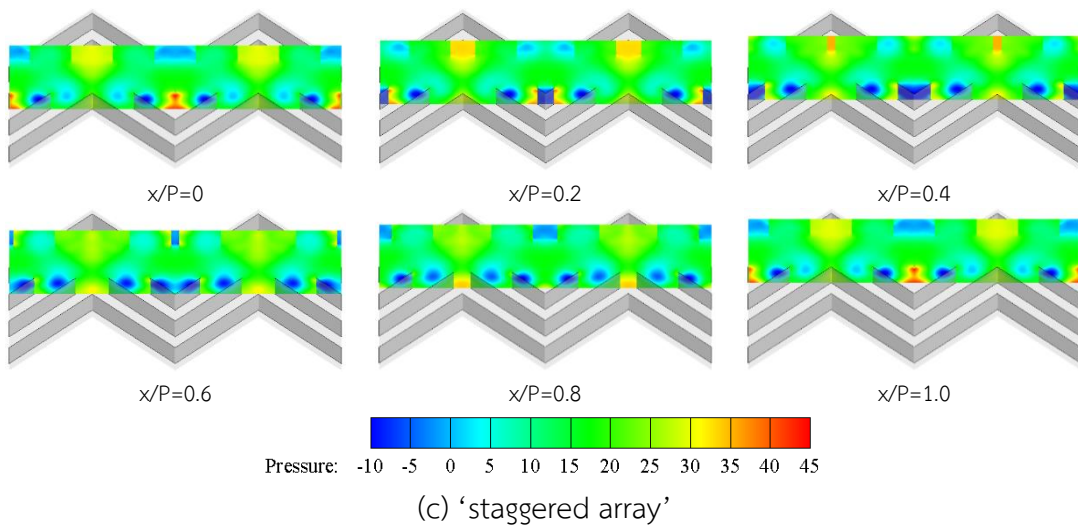 x/P=0 x/P=0.2 x/P=0.4
x/P=0.6 x/P=0.8 x/P=1.0
Pressure: -10 -5 0 5 10 15 20 25 30 35 40 45
(c) ‘staggered array’